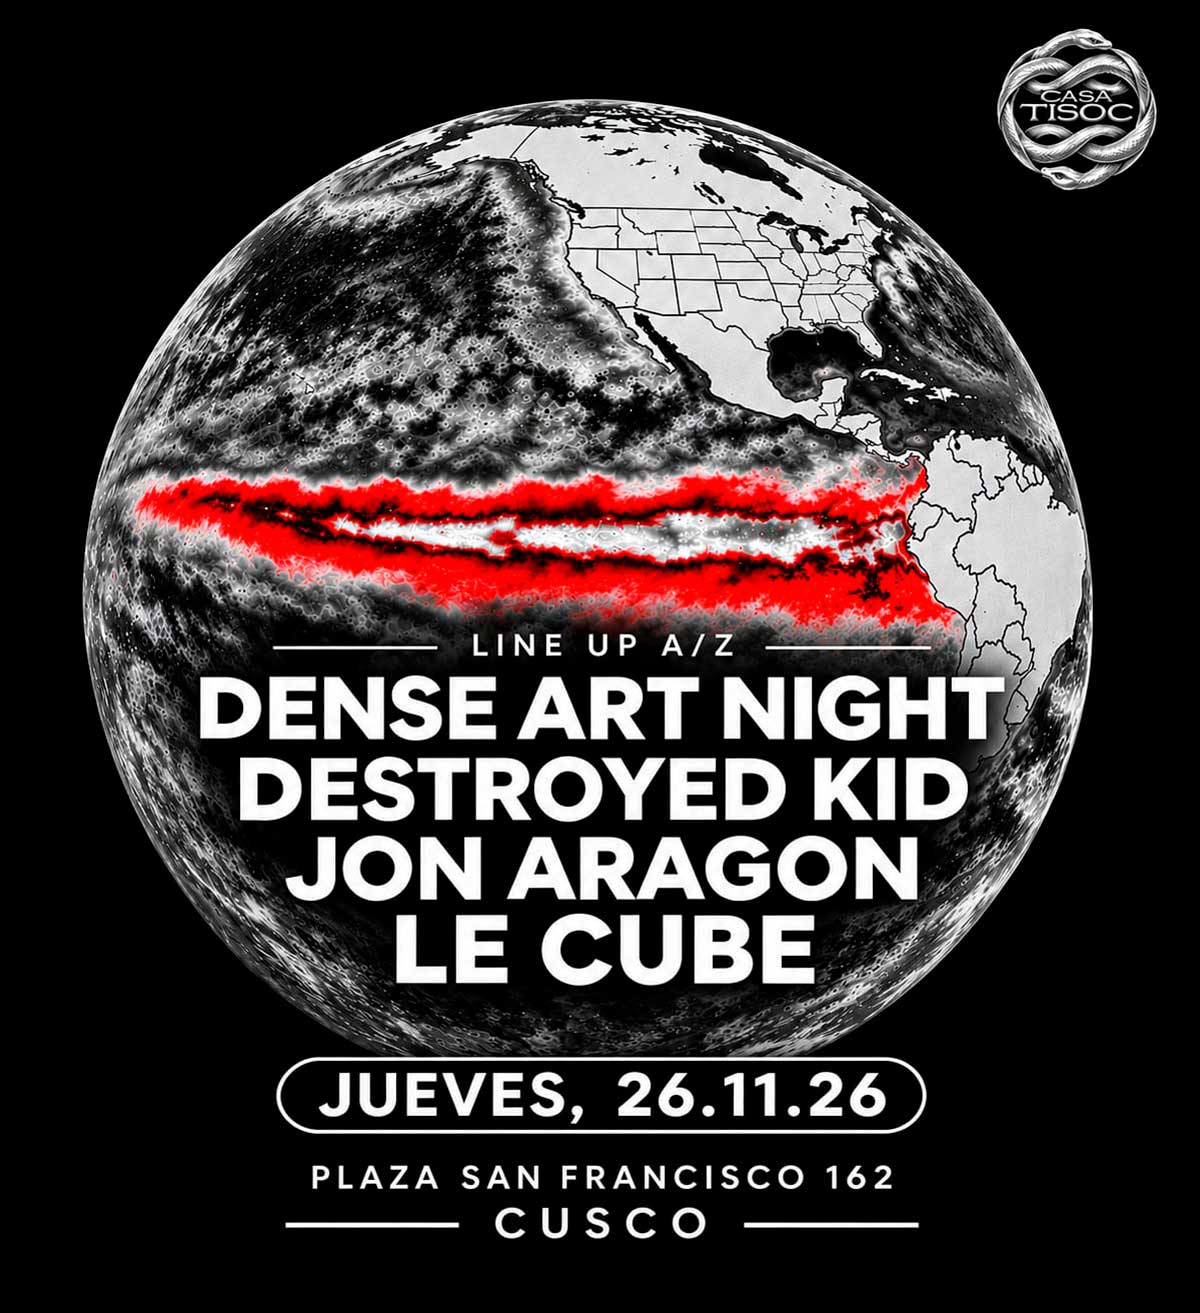 CASA
TISOC
LINE UP A/Z
DENSE ART NIGHT
DESTROYED KID
JON ARAGON
LE CUBE
JUEVES, 26.11.26
PLAZA SAN FRANCISCO 162
CUSCO